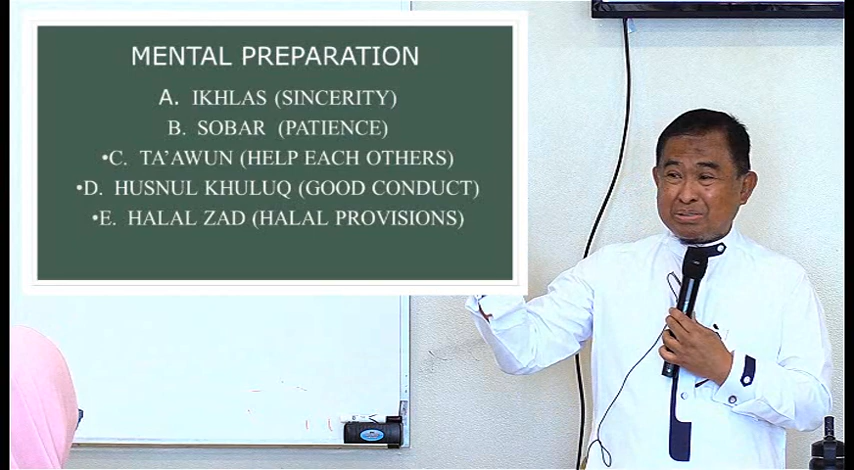 MENTAL PREPARATION
A. IKHLAS (SINCERITY)
B. SOBAR (PATIENCE)
•C. TA'AWUN (HELP EACH OTHERS)
•D. HUSNUL KHULUQ (GOOD CONDUCT)
•E. HALAL ZAD (HALAL PROVISIONS)